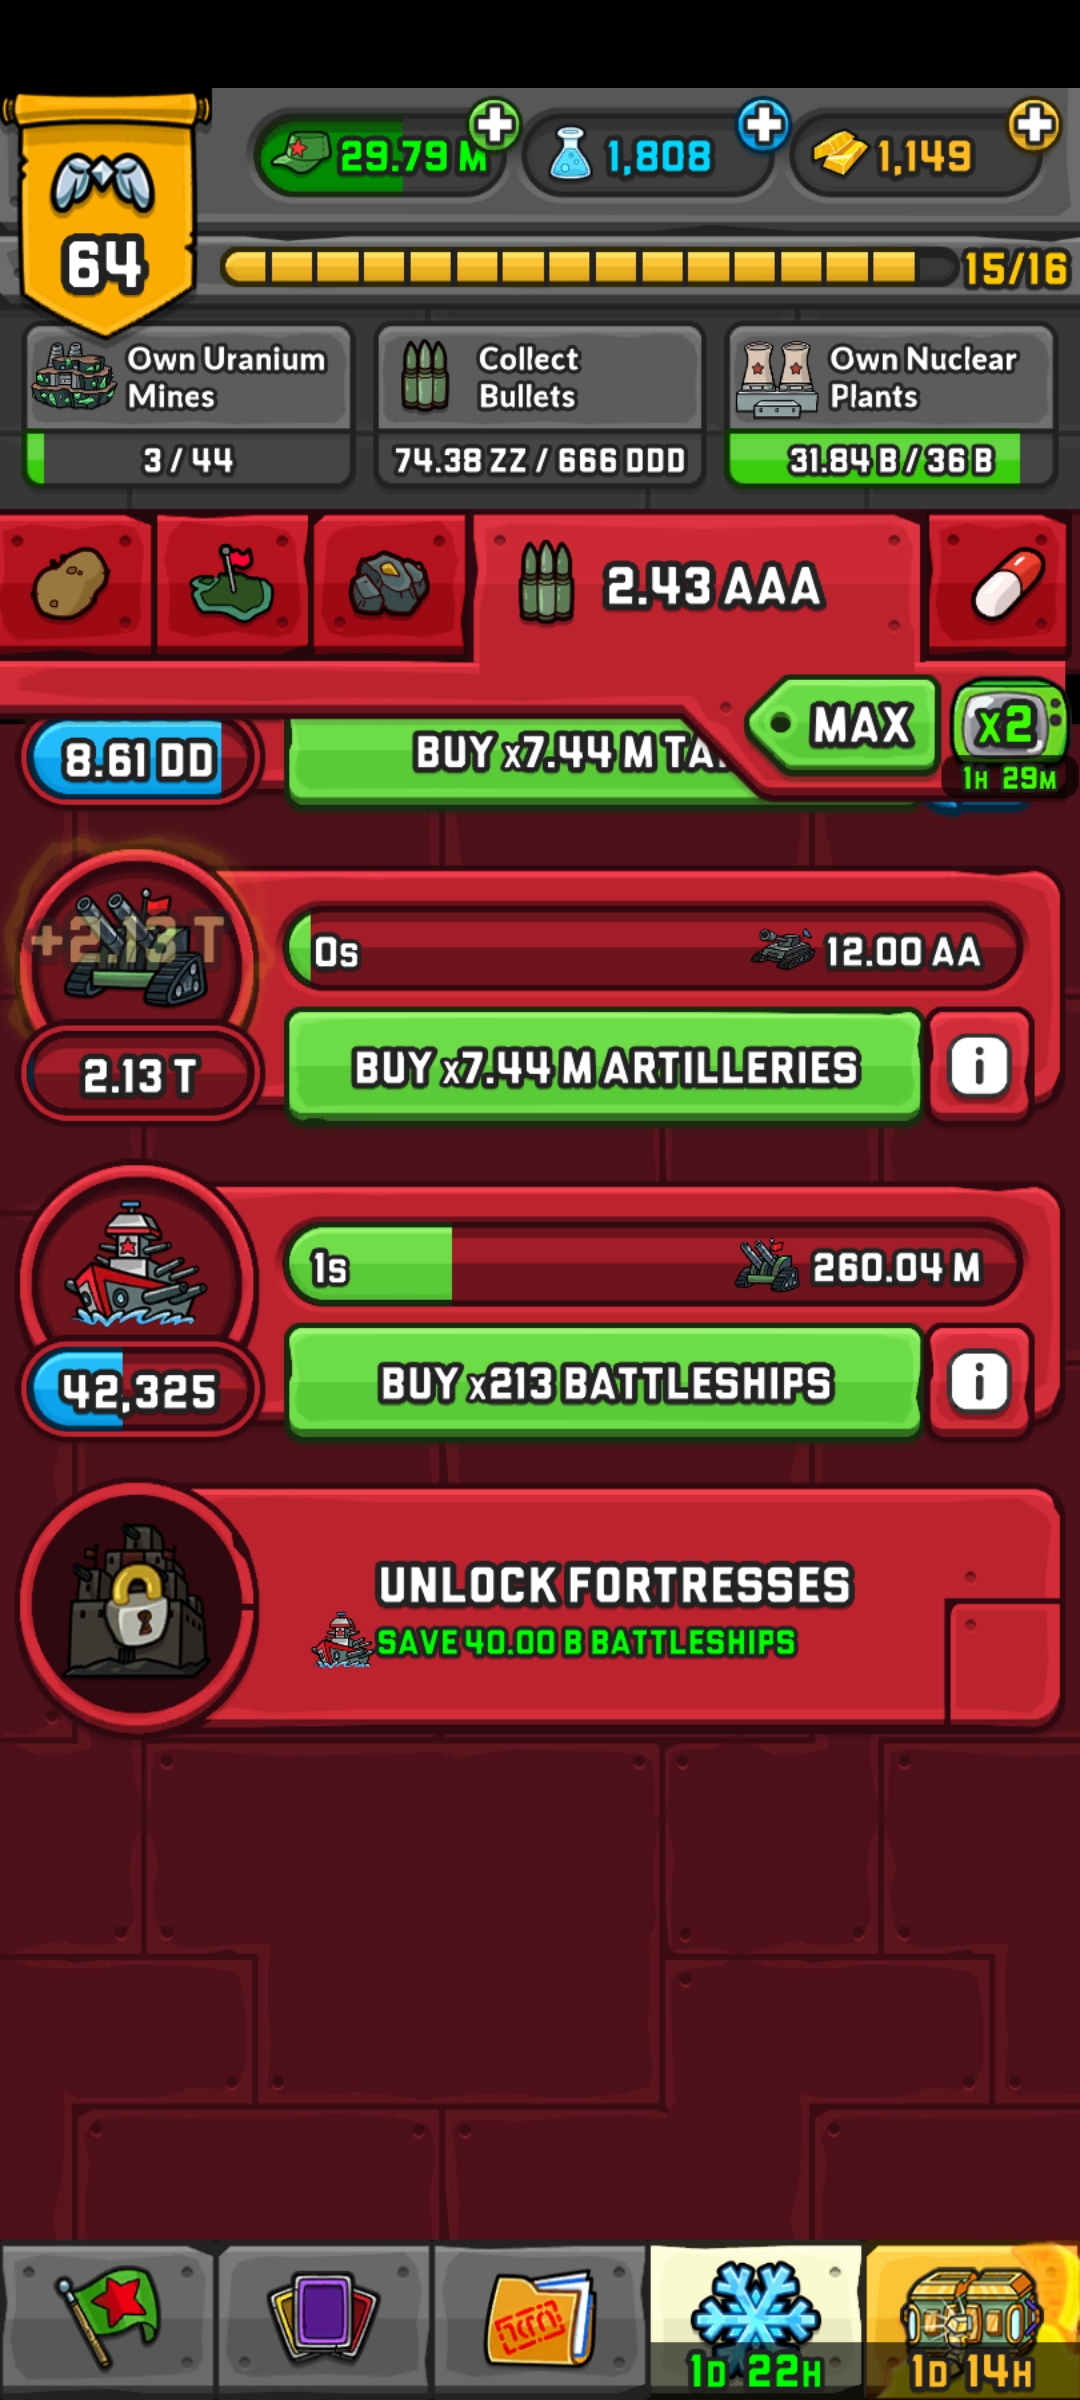 64
29.79 M
1,808
1,149
15/16
Own Uranium
Mines
3 / 44
Collect
Bullets
74.38 ZZ / 666 DDD
Own Nuclear
Plants
31.84 B / 36 B
2.43 AAA
MAX
x2
1H 29M
8.61 DD
BUY x7.44 M TA
+2.13 T
0s
12.00 AA
2.13 T
BUY x7.44 M ARTILLERIES
i
1s
260.04 M
42,325
BUY x213 BATTLESHIPS
i
UNLOCK FORTRESSES
SAVE 40.00 B BATTLESHIPS
1D 22H
1D 14H